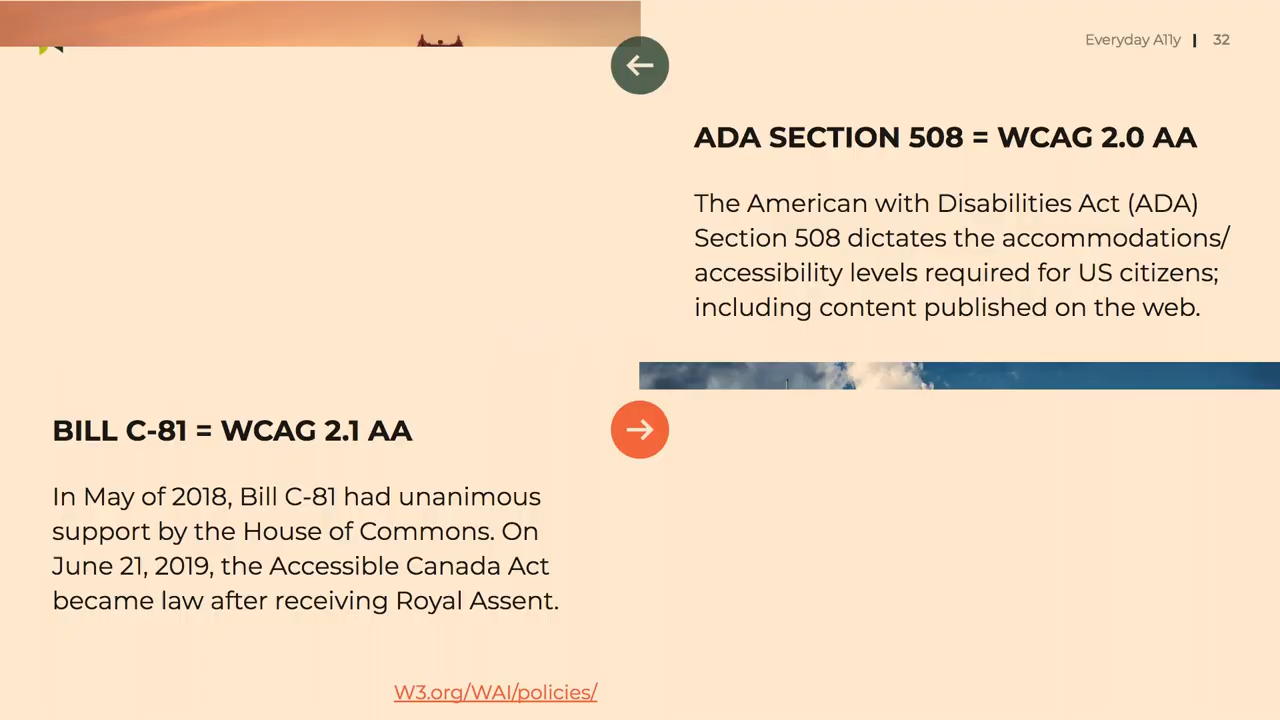 Everyday A11y | 32
ADA SECTION 508 = WCAG 2.0 AA
The American with Disabilities Act (ADA)
Section 508 dictates the accommodations/
accessibility levels required for US citizens;
including content published on the web.
BILL C-81 = WCAG 2.1 AA
In May of 2018, Bill C-81 had unanimous
support by the House of Commons. On
June 21, 2019, the Accessible Canada Act
became law after receiving Royal Assent.
W3.org/WAI/policies/